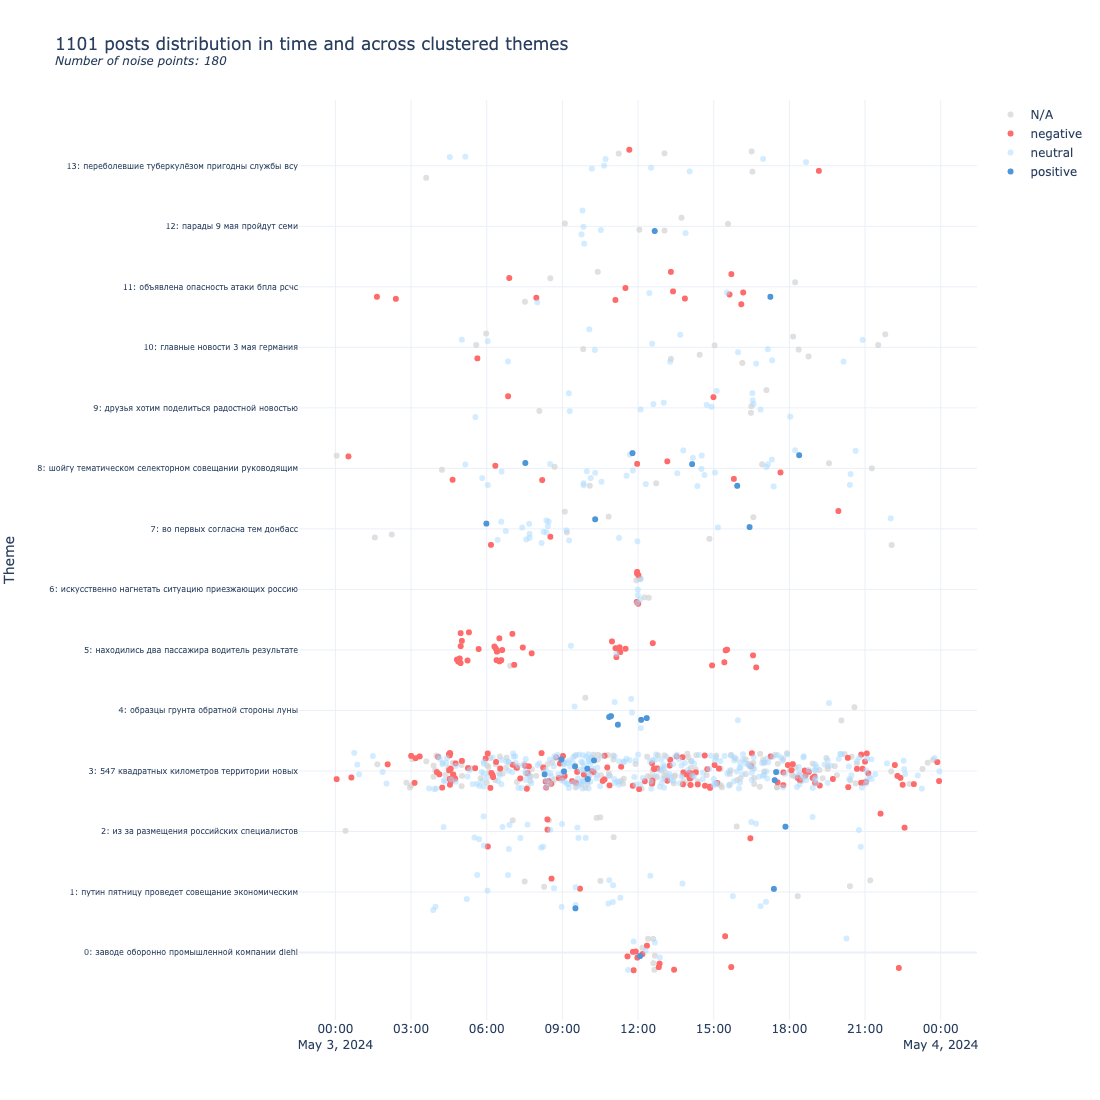 1101 posts distribution in time and across clustered themes
Number of noise points: 180
N/A
negative
neutral
positive
Theme
13: переболевшие туберкулёзом пригодны службы всу
12: парады 9 мая пройдут семи
11: объявлена опасность атаки бпла рсчс
10: главные новости 3 мая германия
9: друзья хотим поделиться радостной новостью
8: шойгу тематическом селекторном совещании руководящим
7: во первых согласна тем донбасс
6: искусственно нагнетать ситуацию приезжающих россию
5: находились два пассажира водитель результате
4: образцы грунта обратной стороны луны
3: 547 квадратных километров территории новых
2: из за размещения российских специалистов
1: путин пятницу проведет совещание экономическим
0: заводе оборонно промышленной компании diehl
00:00 03:00 06:00 09:00 12:00 15:00 18:00 21:00 00:00
May 3, 2024 May 4, 2024